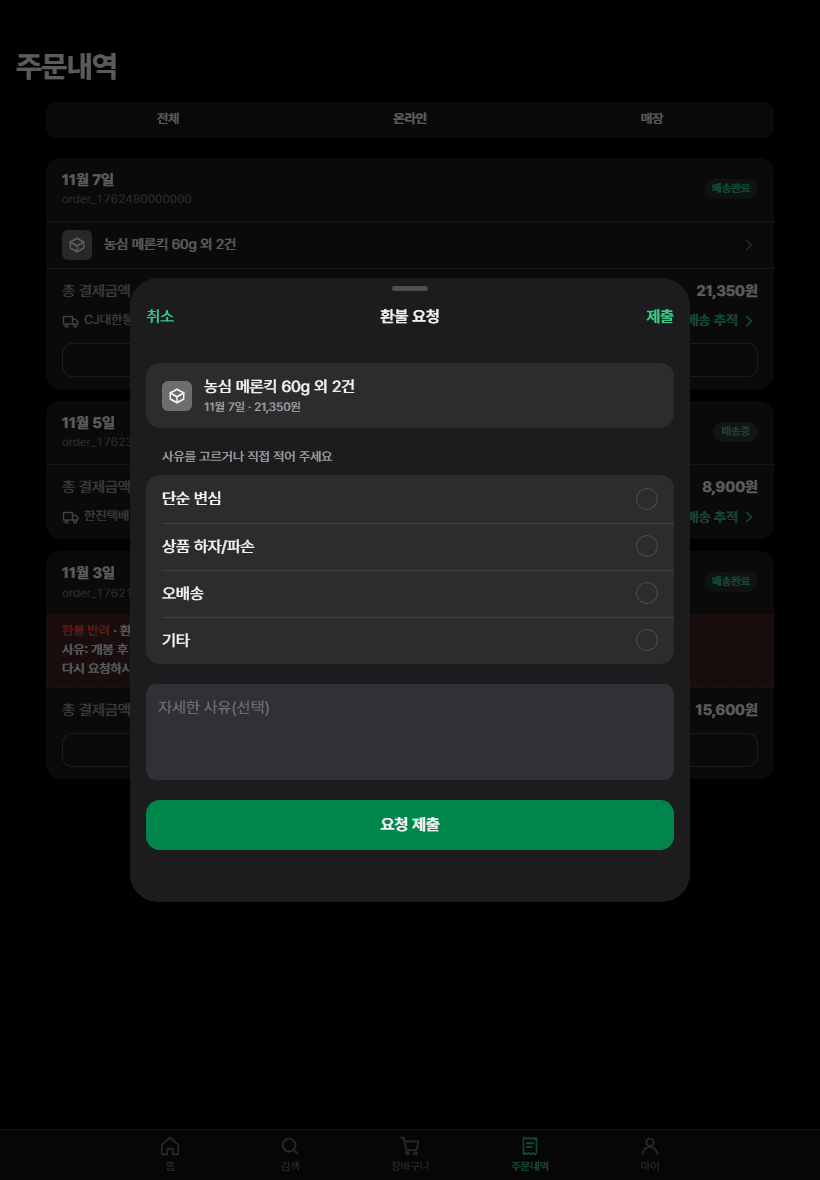 주문내역
전체
온라인
매장
11월 7일
order_1762480000000
배송완료
농심 메론킥 60g 외 2건
총 결제금액
21,350원
CJ대한통
배송 추적
취소
환불 요청
제출
농심 메론킥 60g 외 2건
11월 7일 · 21,350원
사유를 고르거나 직접 적어 주세요
단순 변심
상품 하자/파손
오배송
기타
자세한 사유(선택)
요청 제출
11월 5일
order_17623
배송중
총 결제금액
8,900원
한진택배
배송 추적
11월 3일
order_17621
배송완료
환불 반려 · 환
사유: 개봉 후
다시 요청하시
총 결제금액
15,600원
홈
검색
장바구니
주문내역
마이